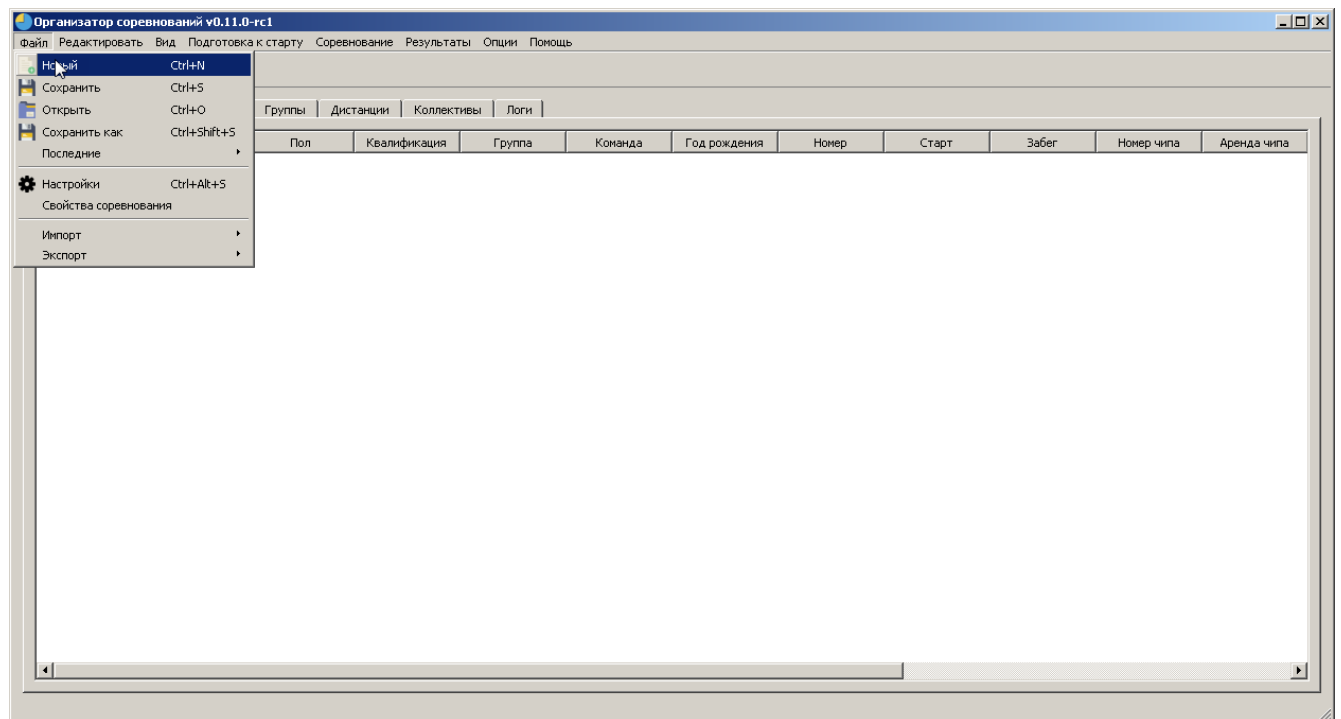 Организатор соревнований v0.11.0-rc1
Файл Редактировать Вид Подготовка к старту Соревнование Результаты Опции Помощь
Новый Ctrl+N
Сохранить Ctrl+S
Открыть Ctrl+O
Сохранить как Ctrl+Shift+S
Последние
Настройки Ctrl+Alt+S
Свойства соревнования
Импорт
Экспорт
Группы Дистанции Коллективы Логи
Пол Квалификация Группа Команда Год рождения Номер Старт Забег Номер чипа Аренда чипа